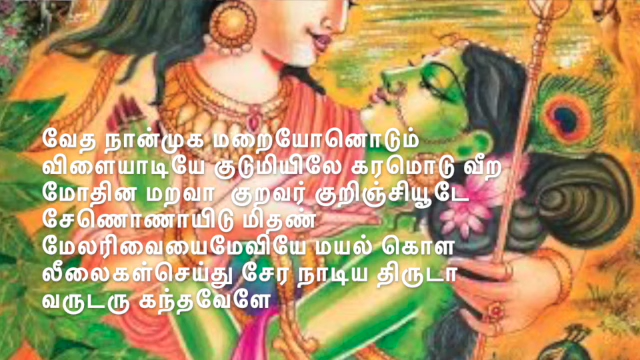 வேத நான்முக மறையோனொடும்
விளையாடியே குடுமியிலே கரமொடு வீற
மோதின மறவா குறவர் குறிஞ்சியூடே
சேணொணாயிடு மிதண்
மேலரிவையைமேவியே மயல் கொள
லீலைகள்செய்து சேர நாடிய திருடா
வருடரு கந்தவேளே